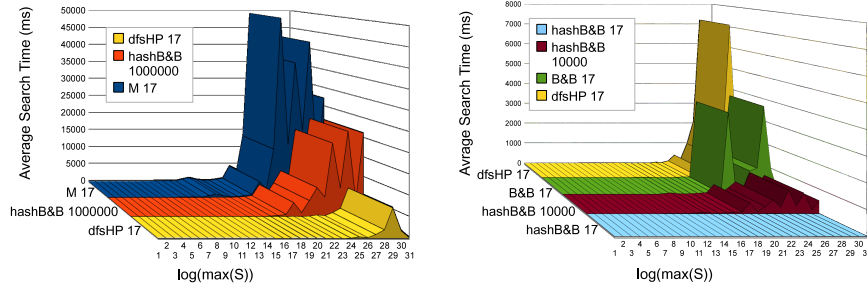 Average Search Time (ms)
50000
45000
40000
35000
30000
25000
20000
15000
10000
5000
0
dfsHP 17
hashB&B
1000000
M 17
M 17
hashB&B 1000000
dfsHP 17
2 4 6 8 10 12 14 16 18 20 22 24 26 28 30
1 3 5 7 9 11 13 15 17 19 21 23 25 27 29 31
log(max(S))
Average Search Time (ms)
8000
7000
6000
5000
4000
3000
2000
1000
0
hashB&B 17
hashB&B
10000
B&B 17
dfsHP 17
dfsHP 17
B&B 17
hashB&B 10000
hashB&B 17
2 4 6 8 10 12 14 16 18 20 22 24 26 28 30
1 3 5 7 9 11 13 15 17 19 21 23 25 27 29 3
log(max(S))